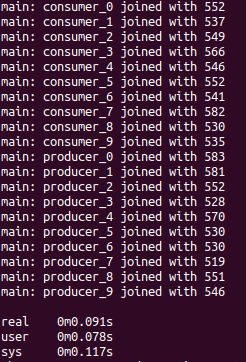 main: consumer_0 joined with 552
main: consumer_1 joined with 537
main: consumer_2 joined with 549
main: consumer_3 joined with 566
main: consumer_4 joined with 546
main: consumer_5 joined with 552
main: consumer_6 joined with 541
main: consumer_7 joined with 582
main: consumer_8 joined with 530
main: consumer_9 joined with 535
main: producer_0 joined with 583
main: producer_1 joined with 581
main: producer_2 joined with 552
main: producer_3 joined with 528
main: producer_4 joined with 570
main: producer_5 joined with 530
main: producer_6 joined with 530
main: producer_7 joined with 519
main: producer_8 joined with 551
main: producer_9 joined with 546
real 0m0.091s
user 0m0.078s
sys 0m0.117s